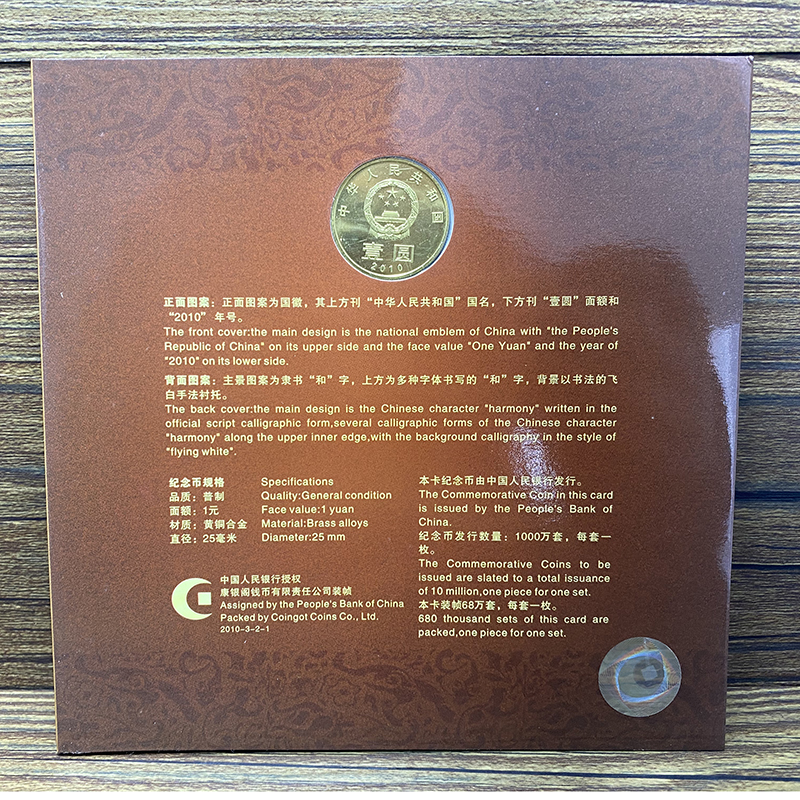 中华人民共和国
壹圆
2010
正面图案：正面图案为国徽，其上方刊“中华人民共和国”国名，下方刊“壹圆”面额和
“2010”年号。
The front cover:the main design is the national emblem of China with "the People's
Republic of China" on its upper side and the face value "One Yuan" and the year of
"2010" on its lower side.
背面图案：主景图案为隶书“和”字，上方为多种字体书写的“和”字，背景以书法的飞
白手法衬托。
The back cover:the main design is the Chinese character "harmony" written in the
official script calligraphic form,several calligraphic forms of the Chinese character
"harmony" along the upper inner edge,with the background calligraphy in the style of
"flying white".
纪念币规格 Specifications
品质：普制 Quality:General condition
面额：1元 Face value:1 yuan
材质：黄铜合金 Material:Brass alloys
直径：25毫米 Diameter:25 mm
本卡纪念币由中国人民银行发行。
The Commemorative Coin in this card
is issued by the People's Bank of
China.
纪念币发行数量：1000万套，每套一
枚。
The Commemorative Coins to be
issued are slated to a total issuance
of 10 million,one piece for one set.
本卡装帧68万套，每套一枚。
680 thousand sets of this card are
packed,one piece for one set.
中国人民银行授权
康银阁钱币有限责任公司装帧
Assigned by the People's Bank of China
Packed by Coingot Coins Co., Ltd.
2010-3-2-1